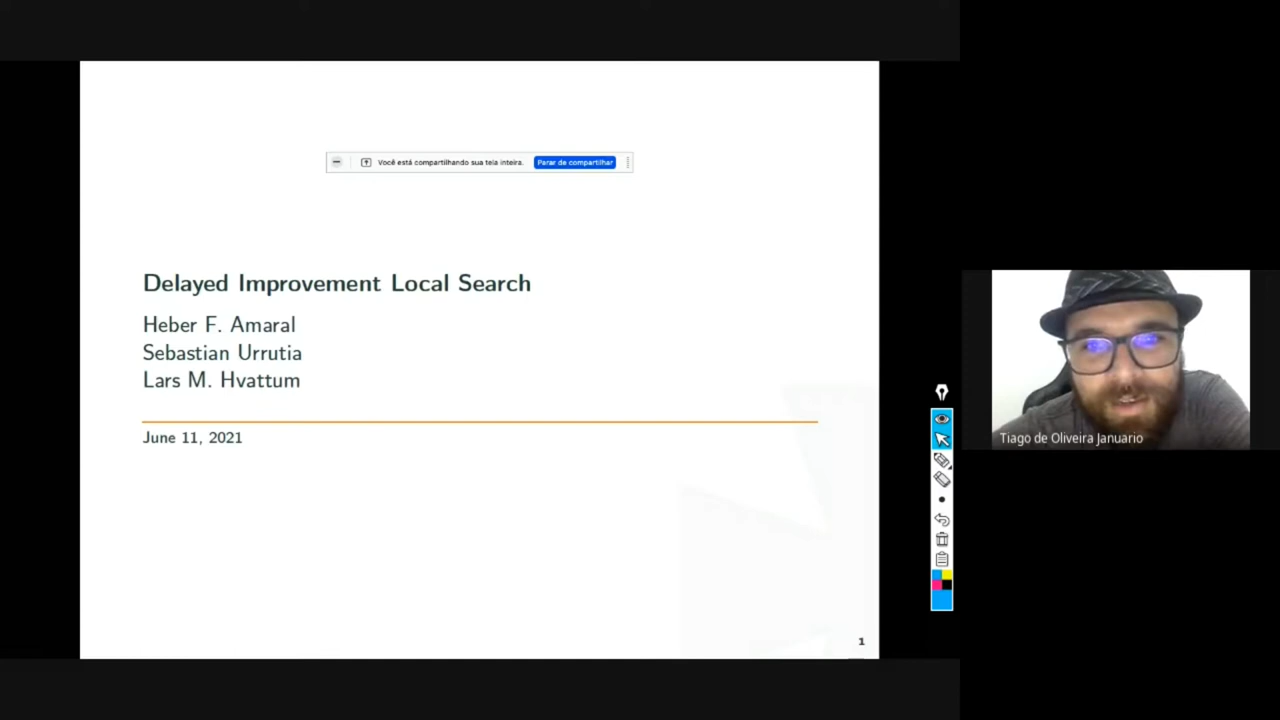 Você está compartilhando sua tela inteira.
Parar de compartilhar
Delayed Improvement Local Search
Heber F. Amaral
Sebastian Urrutia
Lars M. Hvattum
June 11, 2021
1
Tiago de Oliveira Januario